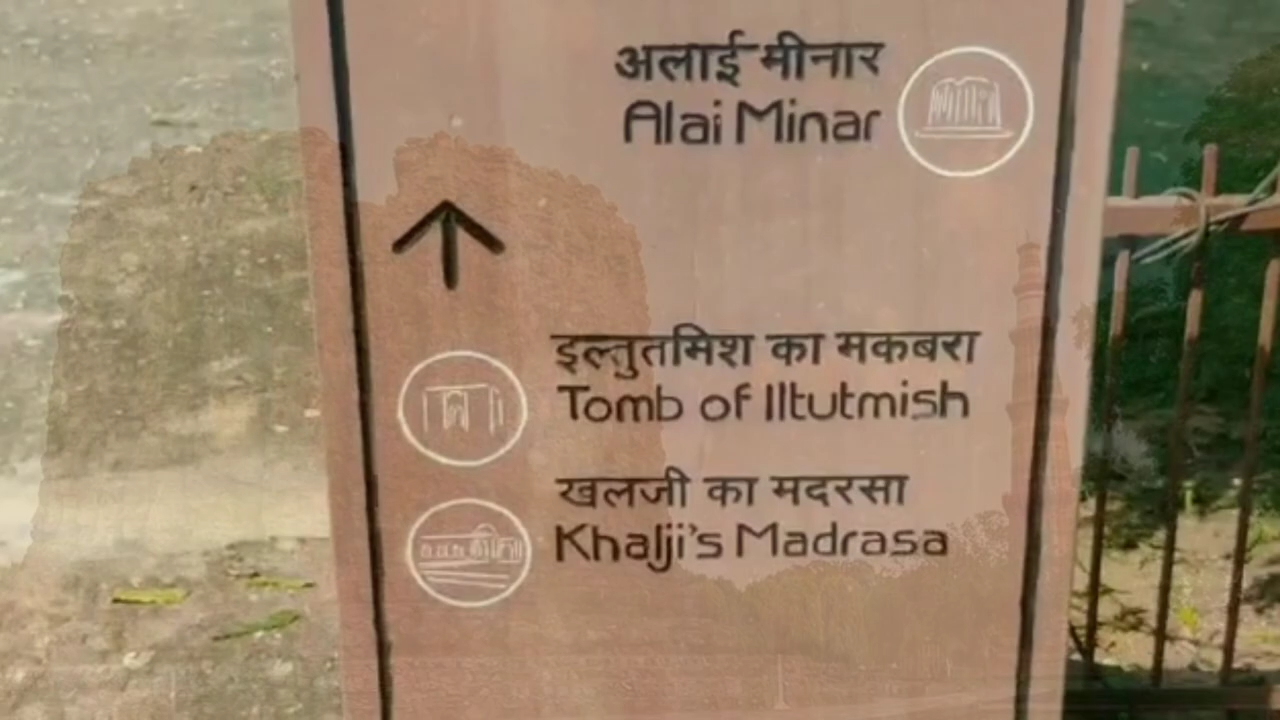 अलाई मीनार
Alai Minar
इल्तुतमिश का मकबरा
Tomb of Iltutmish
खलजी का मदरसा
Khalji's Madrasa